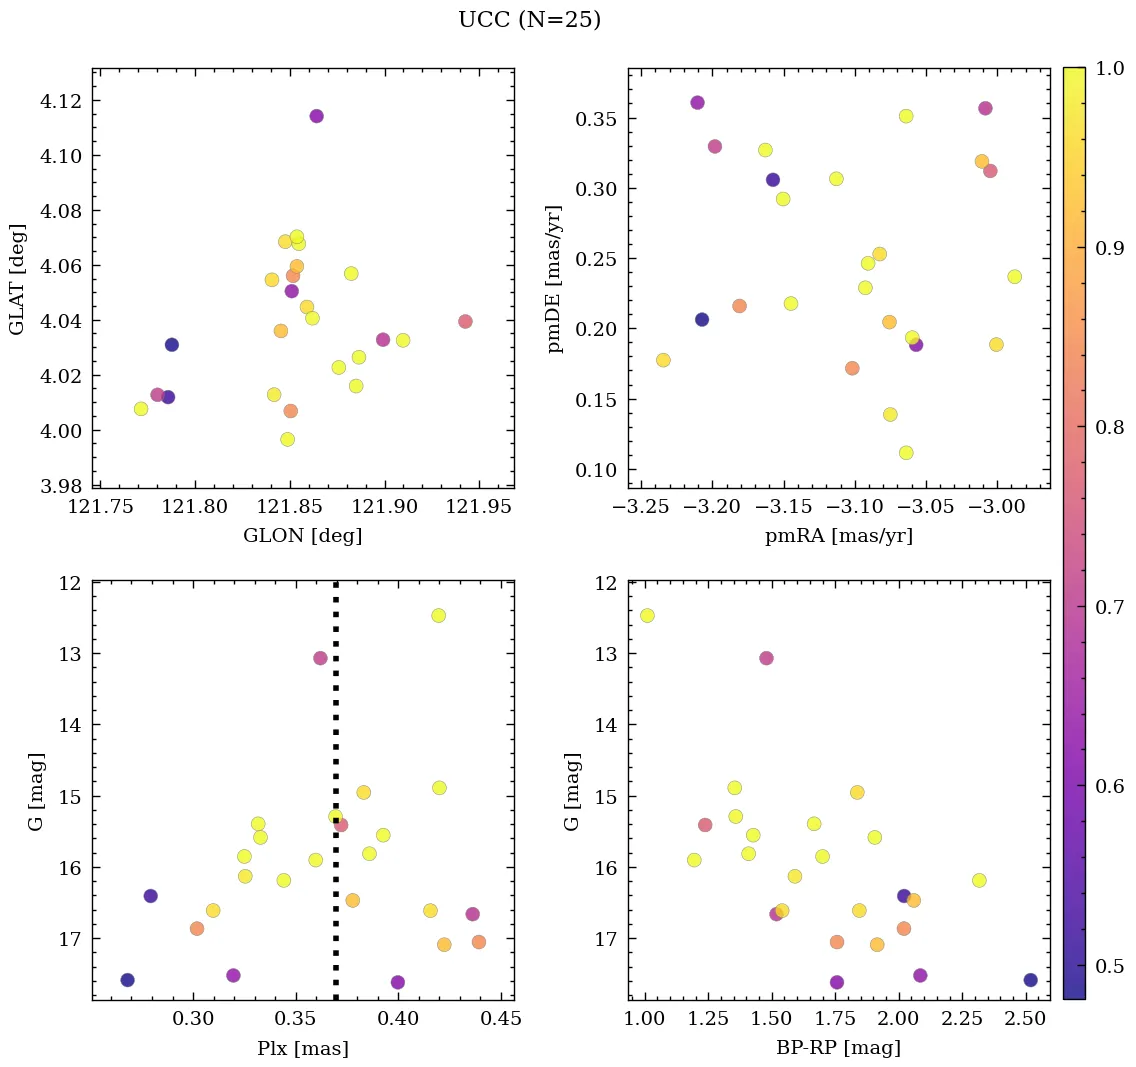 UCC (N=25)
4.12
4.10
4.08
4.06
4.04
4.02
4.00
3.98
GLAT [deg]
121.75 121.80 121.85 121.90 121.95
GLON [deg]
0.35
0.30
0.25
0.20
0.15
0.10
pmDE [mas/yr]
−3.25 −3.20 −3.15 −3.10 −3.05 −3.00
pmRA [mas/yr]
1.0
0.9
0.8
0.7
0.6
0.5
12
13
14
15
16
17
G [mag]
0.30 0.35 0.40 0.45
Plx [mas]
12
13
14
15
16
17
G [mag]
1.00 1.25 1.50 1.75 2.00 2.25 2.50
BP-RP [mag]